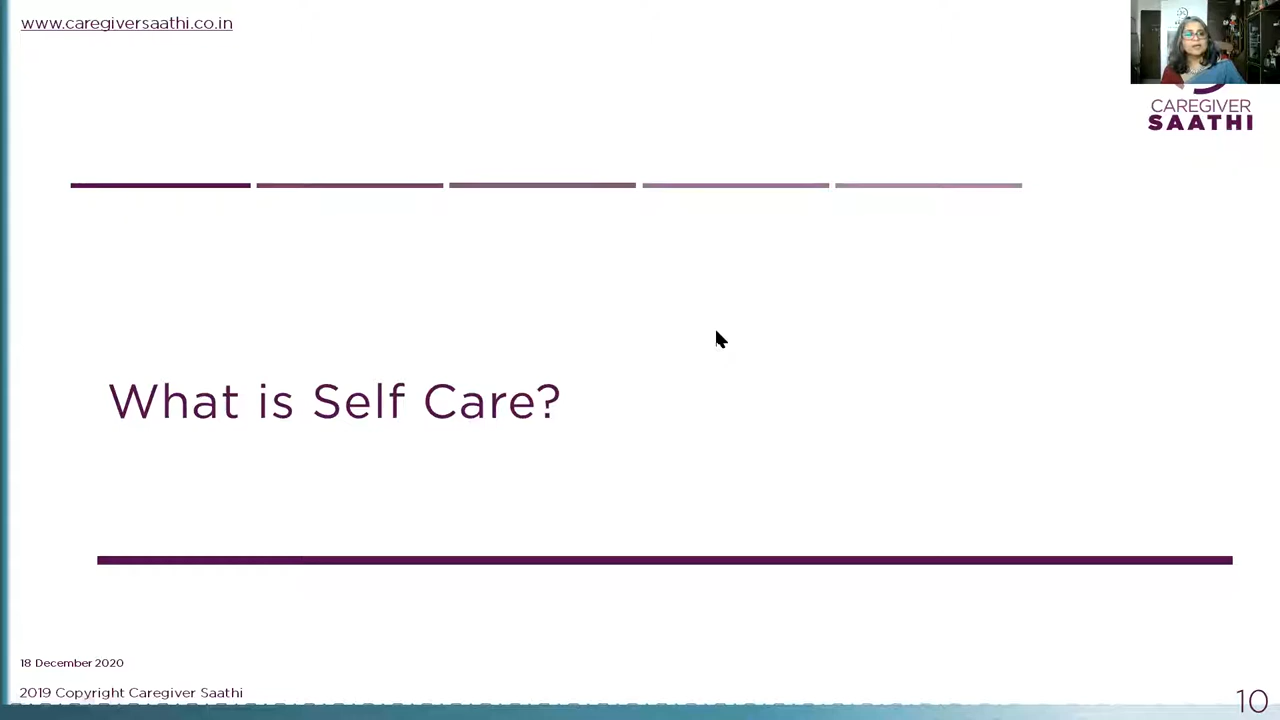 www.caregiversaathi.co.in
CAREGIVER
SAATHI
What is Self Care?
18 December 2020
2019 Copyright Caregiver Saathi
10